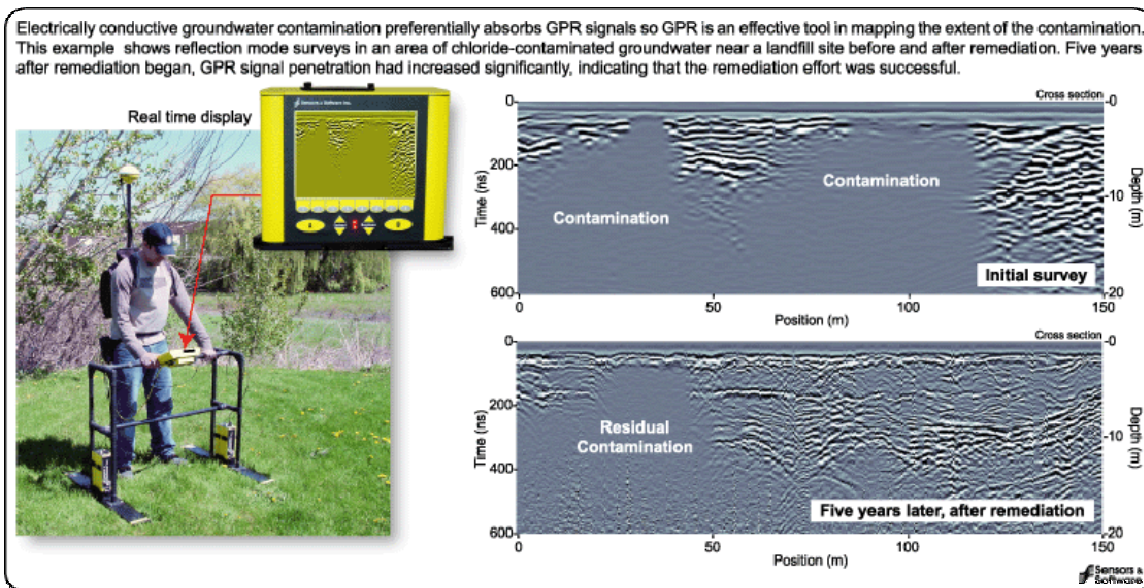 Electrically conductive groundwater contamination preferentially absorbs GPR signals so GPR is an effective tool in mapping the extent of the contamination.
This example shows reflection mode surveys in an area of chloride-contaminated groundwater near a landfill site before and after remediation. Five years
after remediation began, GPR signal penetration had increased significantly, indicating that the remediation effort was successful.
Real time display
Sensors & Software Inc.
Cross section
0
200
400
600
Time (ns)
Contamination
Contamination
Initial survey
0
10
20
Depth (m)
0
50
100
150
Position (m)
Cross section
0
200
400
600
Time (ns)
Residual
Contamination
Five years later, after remediation
0
10
20
Depth (m)
0
50
100
150
Position (m)
Sensors &
Software